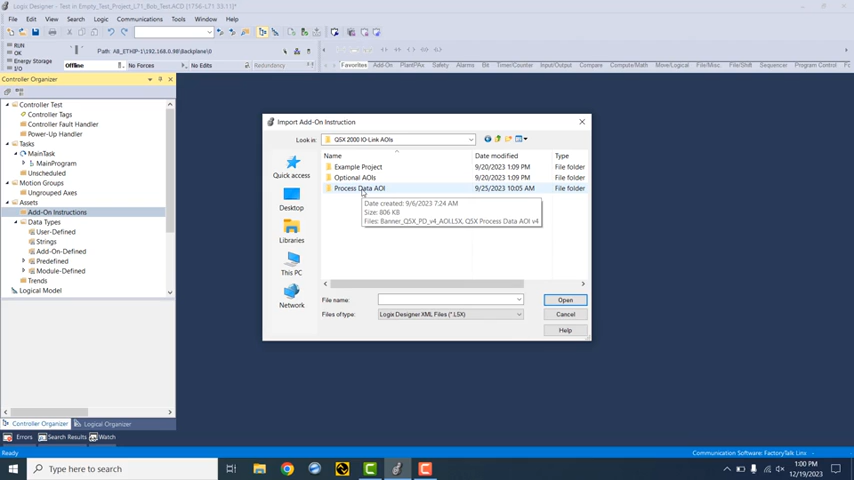 Logix Designer - Test in Empty_Test_Project_L71_Bob_Test.ACD [1756-L71 33.11]*
File Edit View Search Logic Communications Tools Window Help
RUN
OK
Energy Storage
I/O
Path: AB_ETHIP-1\192.168.0.98\Backplane\0
Offline No Forces No Edits Redundancy
Favorites Add-On PlantPAx Safety Alarms Bit Timer/Counter Input/Output Compare Compute/Math Move/Logical File/Misc. File/Shift Sequencer Program Control
Controller Organizer
Controller Test
Controller Tags
Controller Fault Handler
Power-Up Handler
Tasks
MainTask
MainProgram
Unscheduled
Motion Groups
Ungrouped Axes
Assets
Add-On Instructions
Data Types
User-Defined
Strings
Add-On-Defined
Predefined
Module-Defined
Trends
Logical Model
Controller Organizer Logical Organizer
Errors Search Results Watch
Ready
Communication Software: FactoryTalk Linx
Import Add-On Instruction
Look in: Q5X 2000 IO-Link AOIs
Name Date modified Type
Example Project 9/20/2023 1:09 PM File folder
Optional AOIs 9/20/2023 1:09 PM File folder
Process Data AOI 9/25/2023 10:05 AM File folder
Date created: 9/6/2023 7:24 AM
Size: 806 KB
Files: Banner_Q5X_PD_v4_AOI.L5X, Q5X Process Data AOI v4
Quick access
Desktop
Libraries
This PC
Network
File name: Open
Files of type: Logix Designer XML Files (*.L5X) Cancel
Help
Type here to search
1:00 PM
12/19/2023